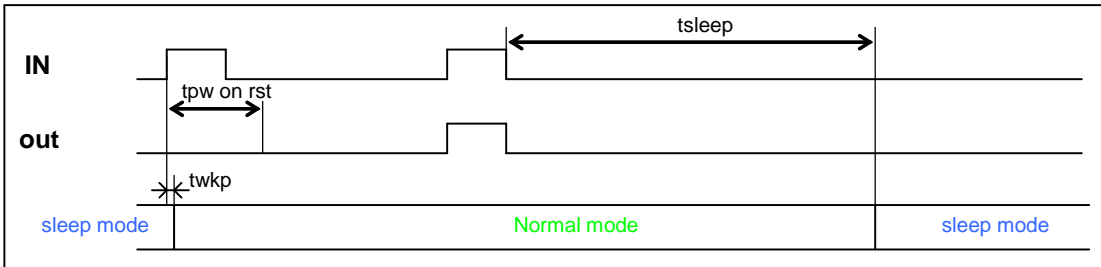 tsleep
IN
tpw on rst
out
twkp
sleep mode Normal mode sleep mode